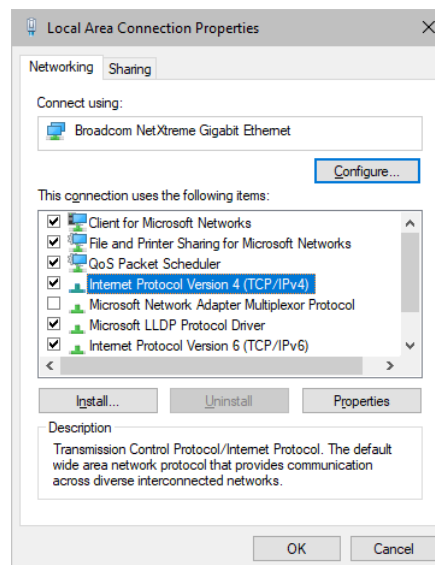 Local Area Connection Properties
Networking
Sharing
Connect using:
Broadcom NetXtreme Gigabit Ethernet
Configure...
This connection uses the following items:
Client for Microsoft Networks
File and Printer Sharing for Microsoft Networks
QoS Packet Scheduler
Internet Protocol Version 4 (TCP/IPv4)
Microsoft Network Adapter Multiplexor Protocol
Microsoft LLDP Protocol Driver
Internet Protocol Version 6 (TCP/IPv6)
Install...
Uninstall
Properties
Description
Transmission Control Protocol/Internet Protocol. The default
wide area network protocol that provides communication
across diverse interconnected networks.
OK
Cancel